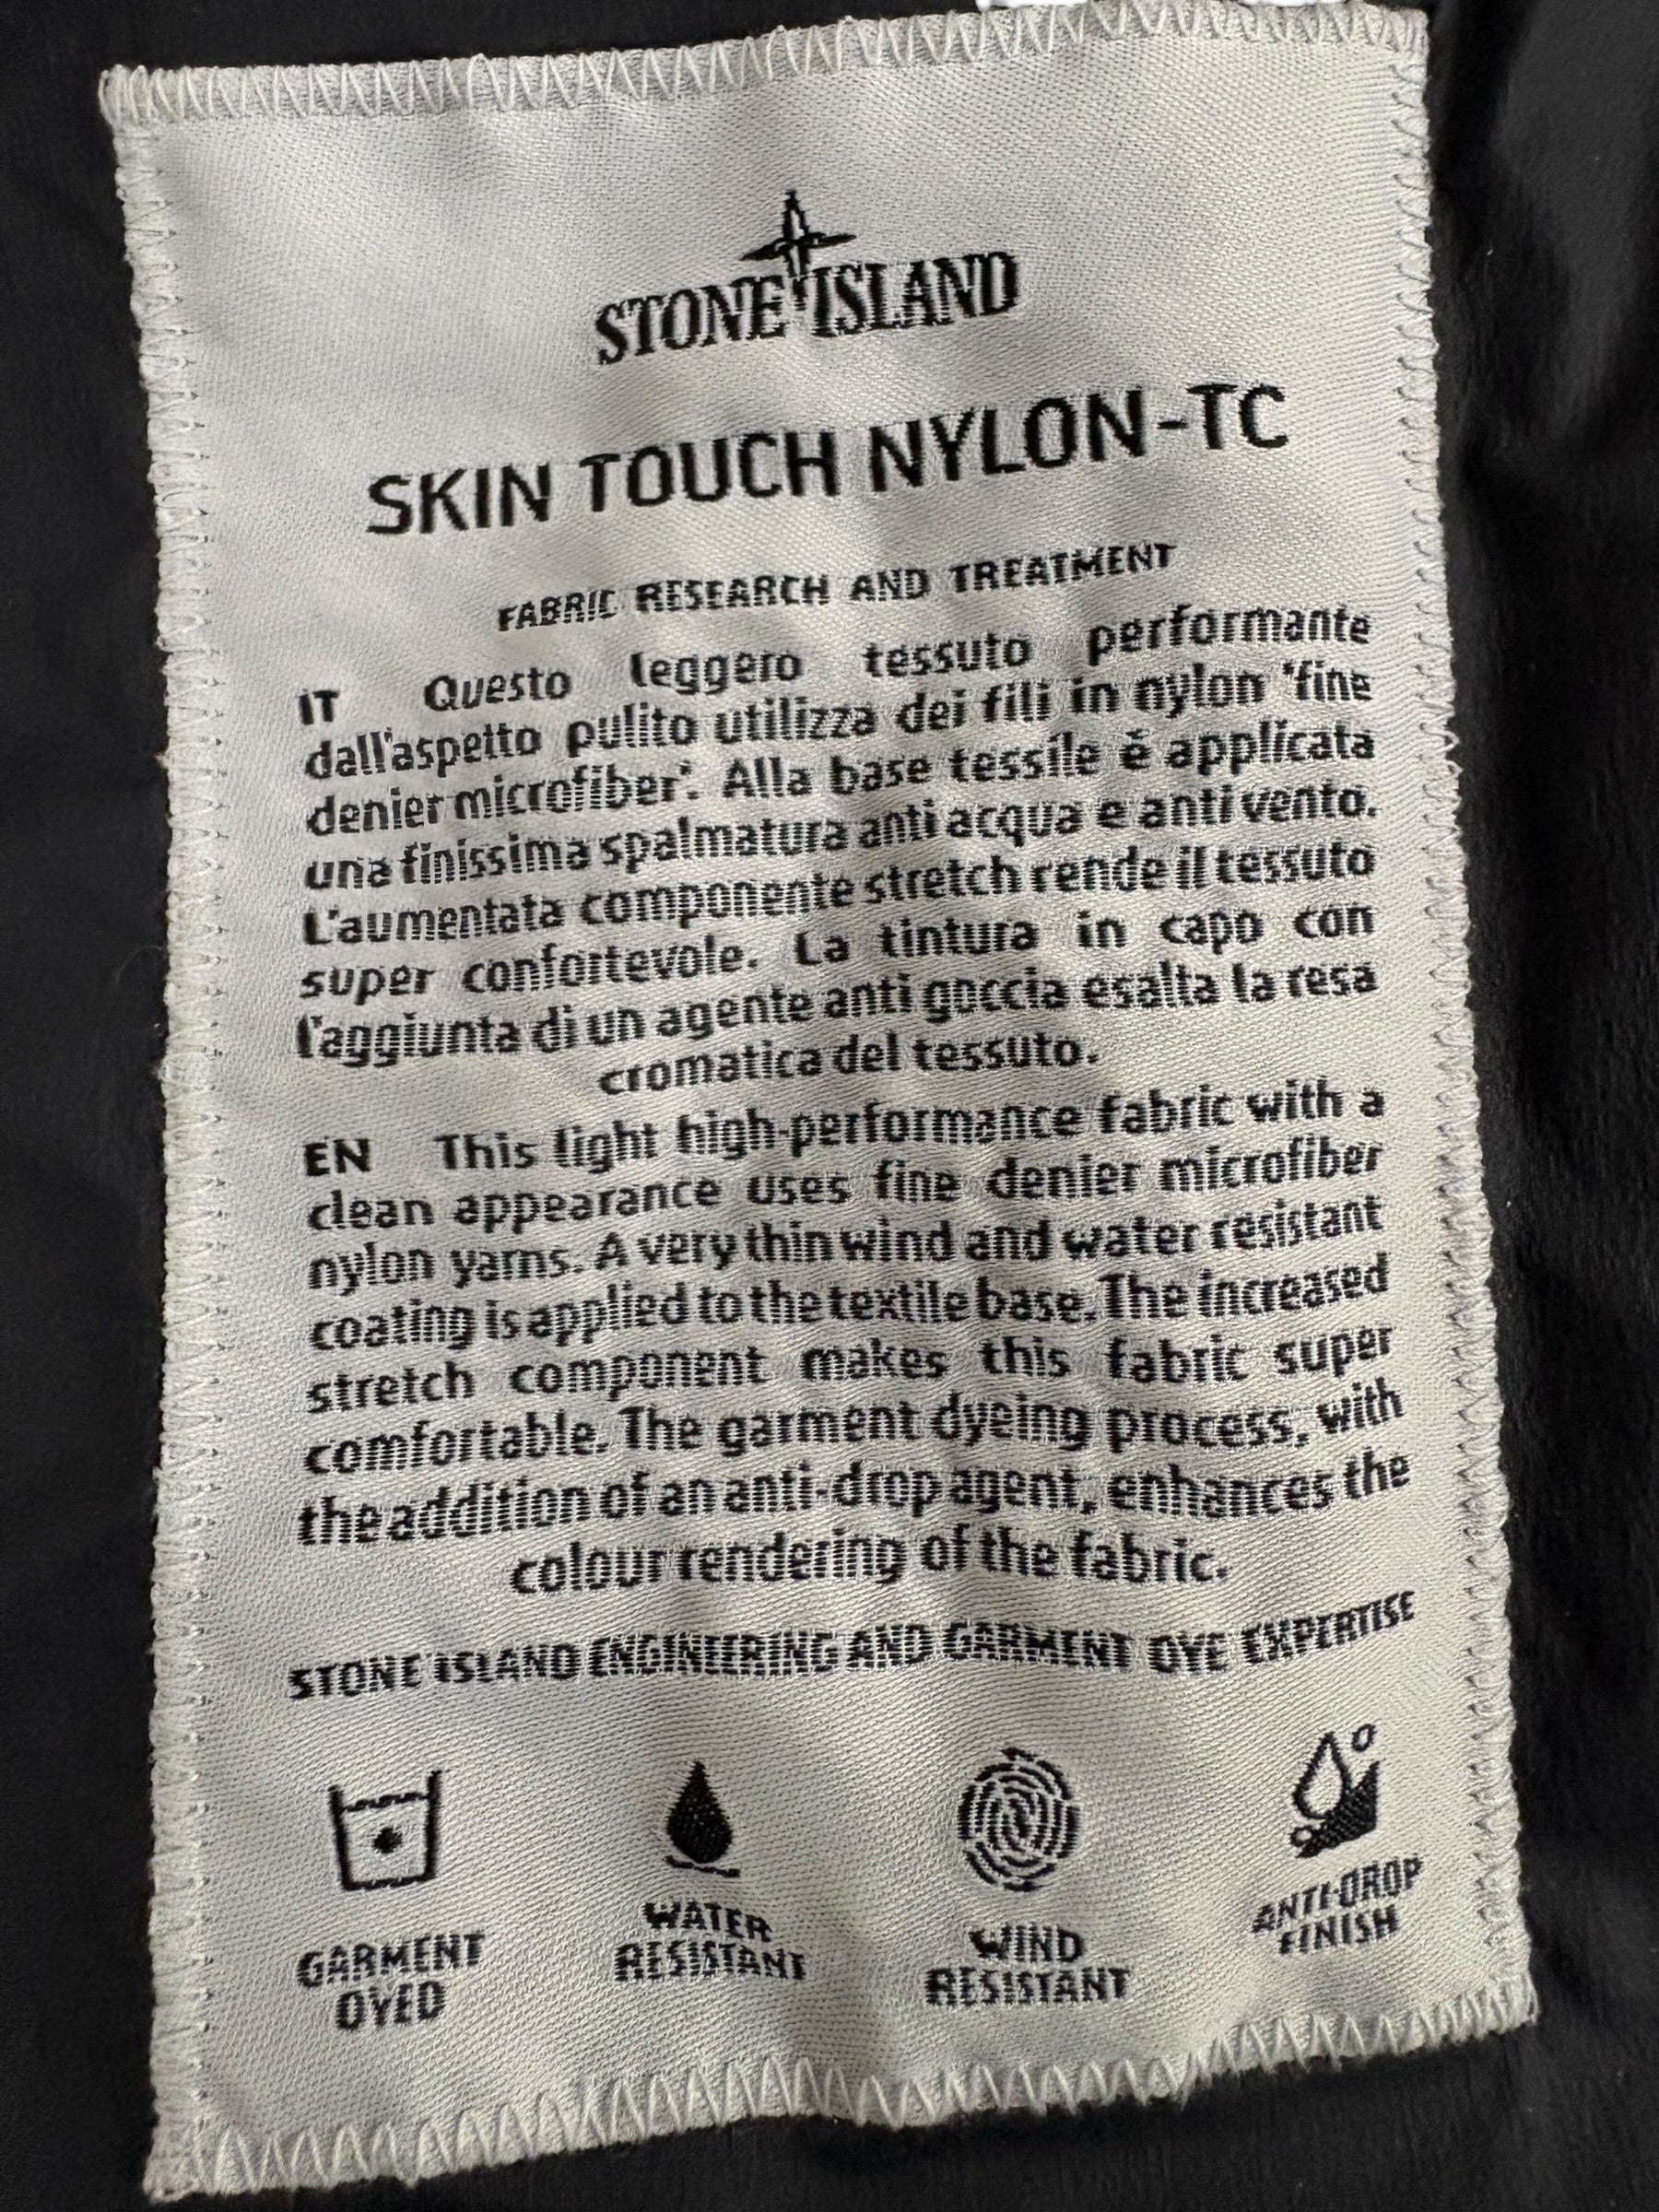 STONE ISLAND
SKIN TOUCH NYLON-TC
FABRIC RESEARCH AND TREATMENT
IT Questo leggero tessuto performante
dall'aspetto pulito utilizza dei fili in nylon 'fine
denier microfiber'. Alla base tessile è applicata
una finissima spalmatura anti acqua e anti vento.
L'aumentata componente stretch rende il tessuto
super confortevole. La tintura in capo con
l'aggiunta di un agente anti goccia esalta la resa
cromatica del tessuto.
EN This light high-performance fabric with a
clean appearance uses fine denier microfiber
nylon yarns. A very thin wind and water resistant
coating is applied to the textile base. The increased
stretch component makes this fabric super
comfortable. The garment dyeing process, with
the addition of an anti-drop agent, enhances the
colour rendering of the fabric.
STONE ISLAND ENGINEERING AND GARMENT DYE EXPERTISE
GARMENT
DYED
WATER
RESISTANT
WIND
RESISTANT
ANTI-DROP
FINISH